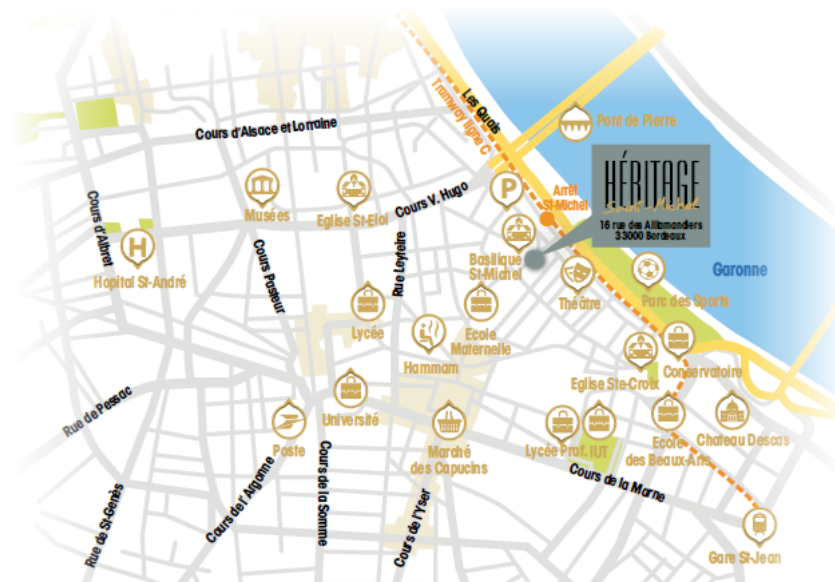 Les Quais
Tramway ligne C
Pont de Pierre
Cours d'Alsace et Lorraine
HÉRITAGE
Saint Michel
16 rue des Alliamandiers
33000 Bordeaux
P
Arrêt
St-Michel
Musées
Eglise St-Eloi
Cours V. Hugo
Cours d'Albret
H
Hopital St-André
Cours Pasteur
Rue Leyteire
Basilique
St-Michel
Théâtre
Garonne
Parc des Sports
Lycée
Ecole
Maternelle
Hammam
Eglise Ste-Croix
Conservatoire
Rue de Pessac
Université
Poste
Marché
des Capucins
Lycée Prof.
IUT
Ecole
des Beaux-Arts
Chateau Descas
Cours de la Marne
Rue de St-Genès
Cours de l'Argonne
Cours de la Somme
Cours de l'Yser
Gare St-Jean